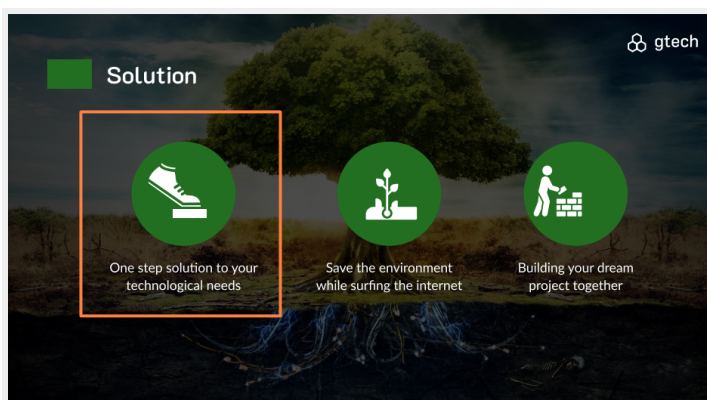 gtech
Solution
One step solution to your
technological needs
Save the environment
while surfing the internet
Building your dream
project together